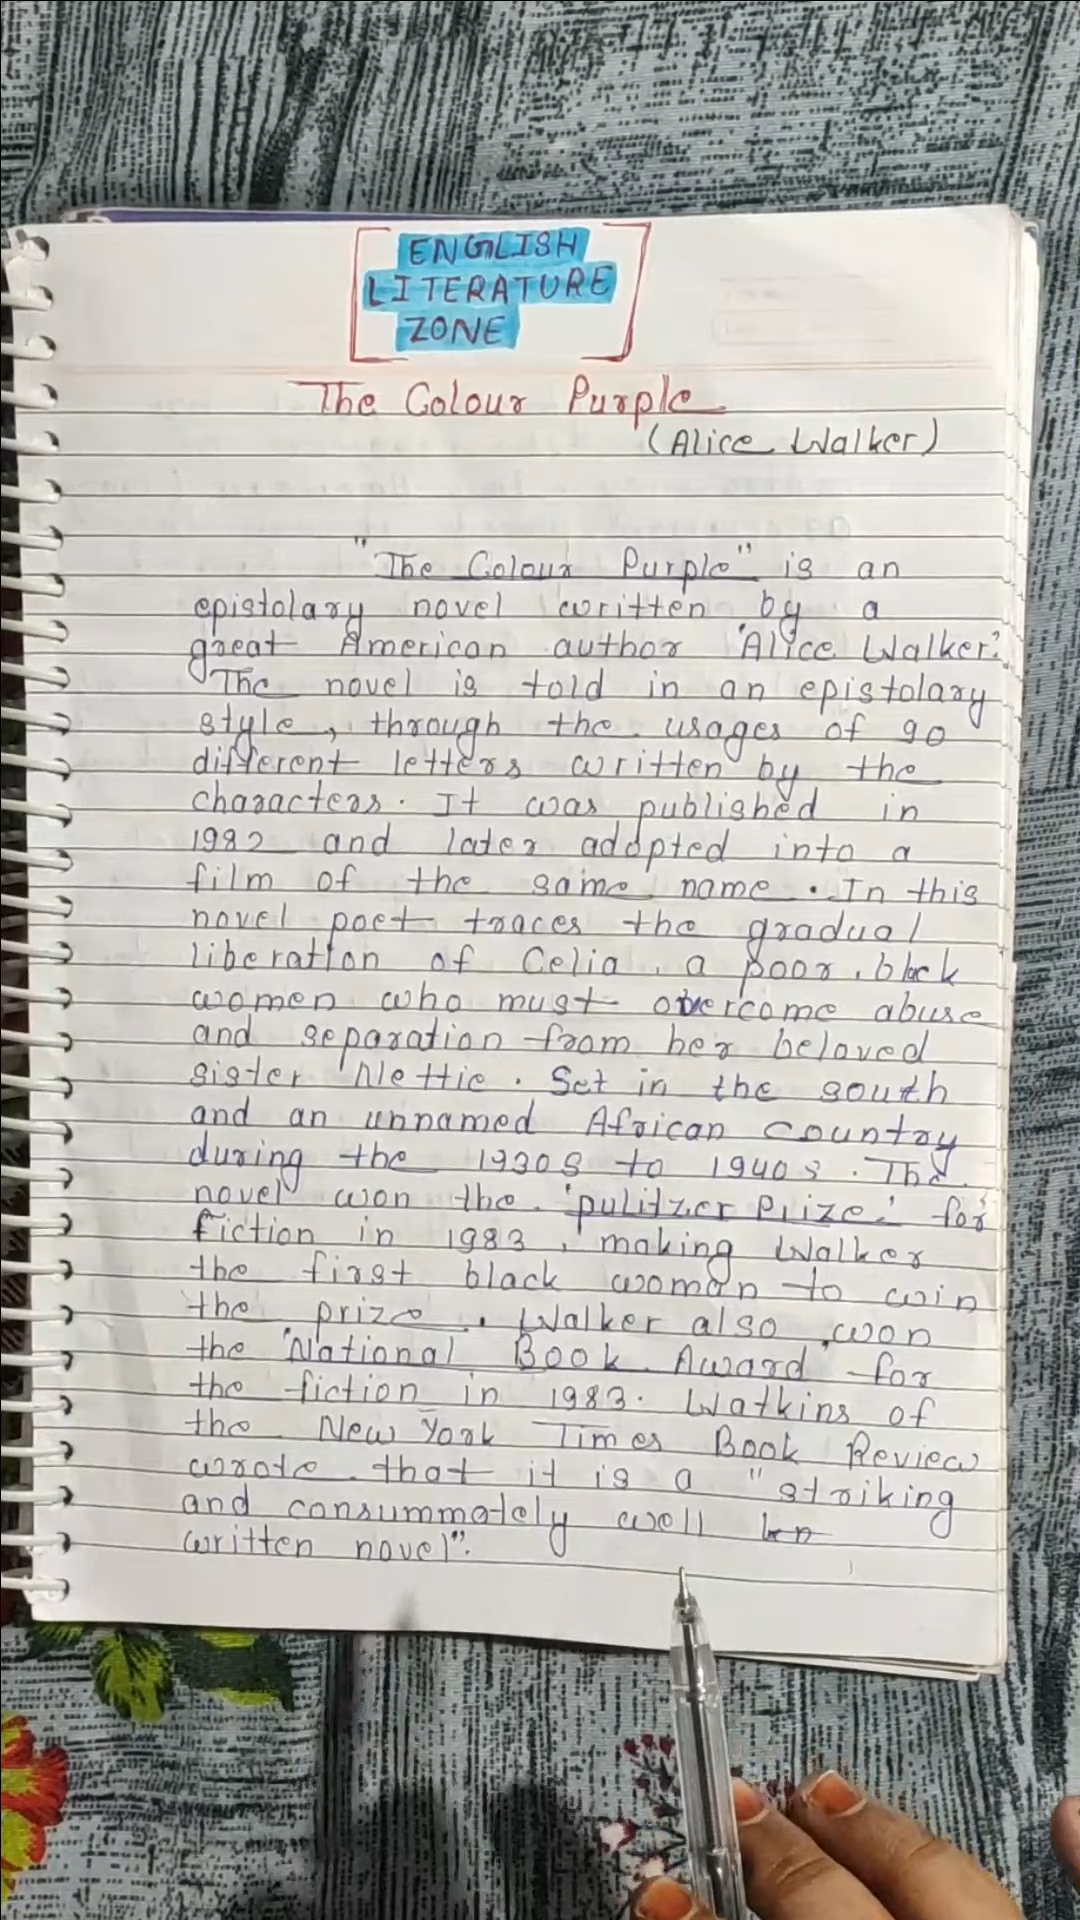 ENGLISH
LITERATURE
ZONE
The Colour Purple
(Alice Walker)
"The Colour Purple" is an
epistolary novel written by a
great American author 'Alice Walker'.
The novel is told in an epistolary
style, through the usages of 90
different letters written by the
characters. It was published in
1982 and later adopted into a
film of the same name. In this
novel poet traces the gradual
liberation of Celia, a poor, black
women who must overcome abuse
and separation from her beloved
sister 'Nettie. Set in the south
and an unnamed African country
during the 1930s to 1940s. The
novel won the 'pulitzer Prize' for
fiction in 1983, making Walker
the first black woman to win
the prize. Walker also won
the 'National Book Award' for
the fiction in 1983. Watkins of
the New York Times Book Review
wrote that it is a "striking
and consummately well
written novel".